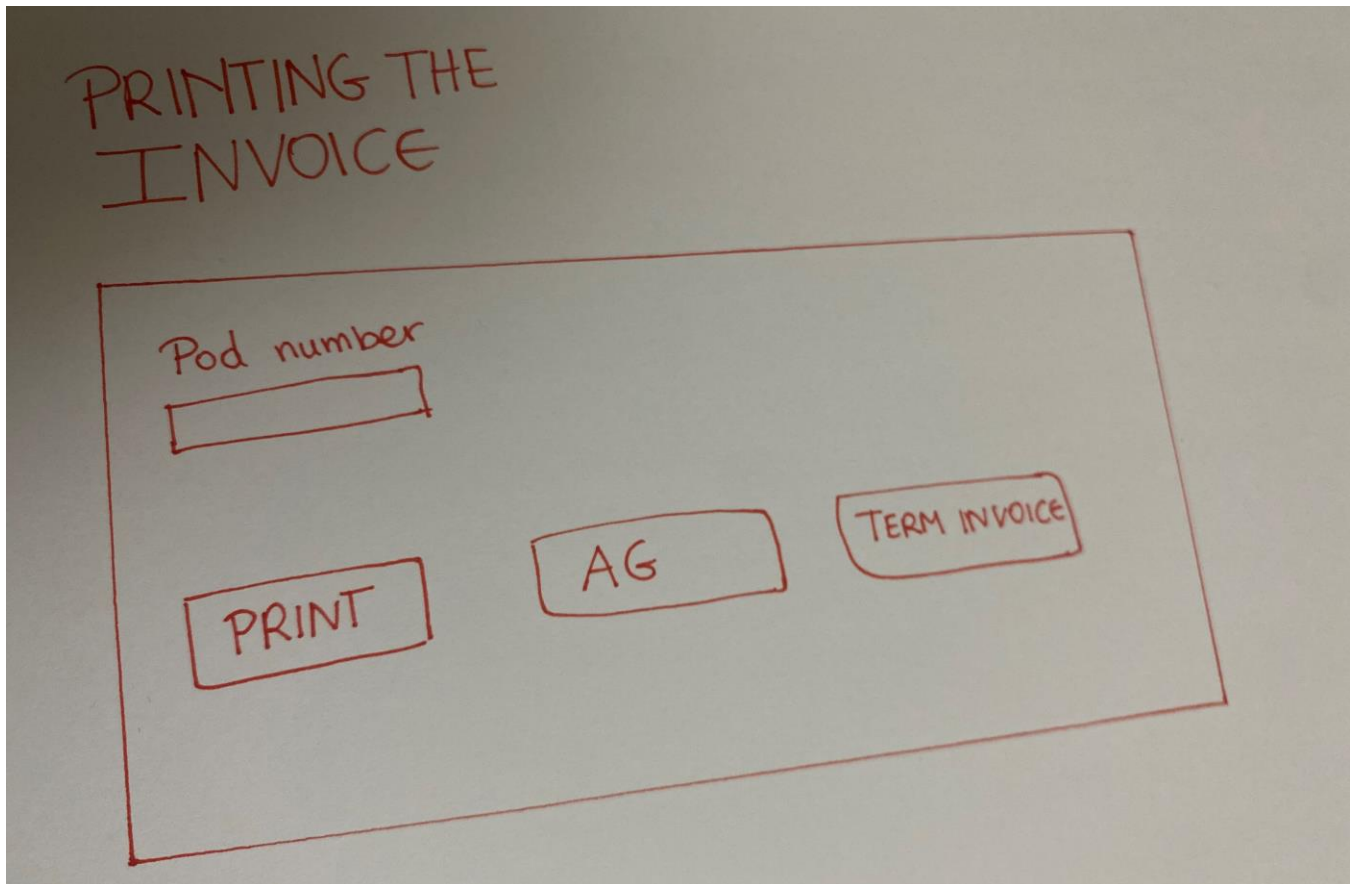 PRINTING THE
INVOICE
Pod number
PRINT
AG
TERM INVOICE